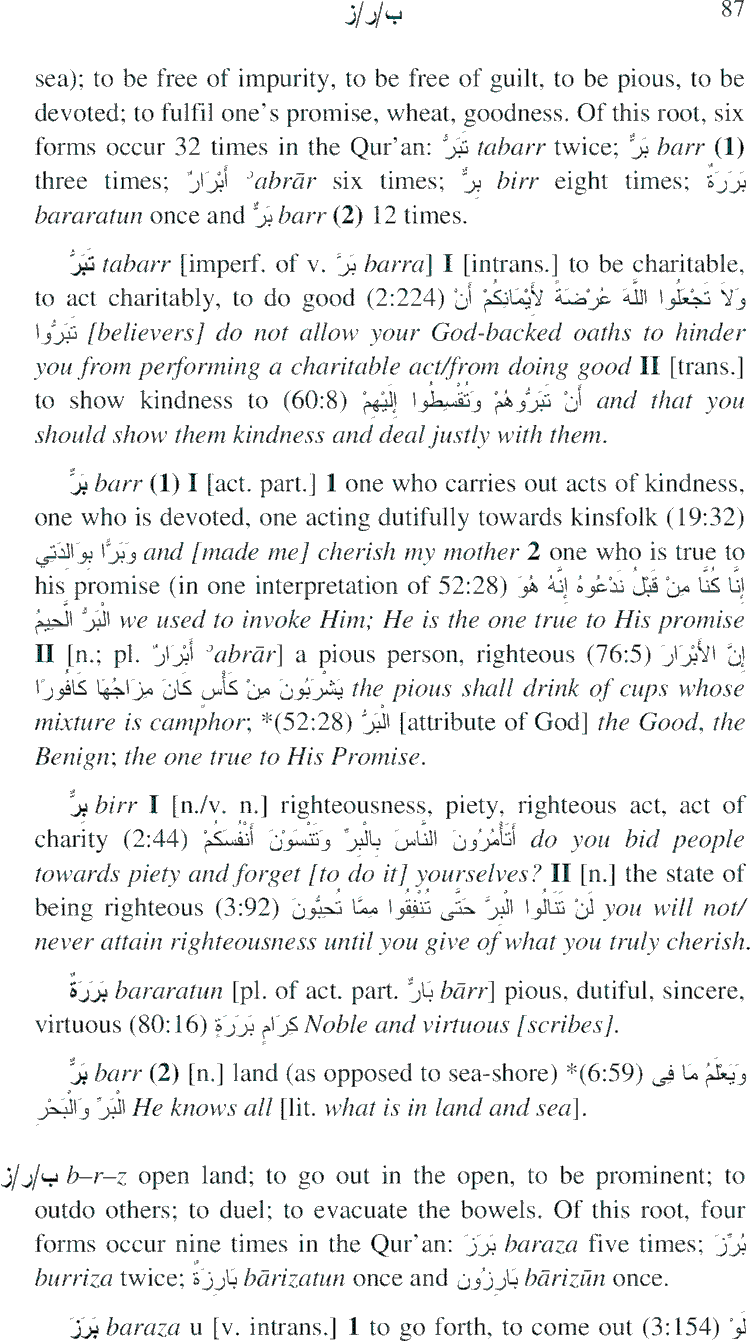 ب/ر/ز 87
sea); to be free of impurity, to be free of guilt, to be pious, to be
devoted; to fulfil one's promise, wheat, goodness. Of this root, six
forms occur 32 times in the Qur'an: تَبَرُّ tabarr twice; بَرٌّ barr (1)
three times; أَبْرَارٌ ʾabrār six times; بِرٌّ birr eight times; بَرَرَةٌ
bararatun once and بَرٌّ barr (2) 12 times.
تَبَرُّ tabarr [imperf. of v. بَرَّ barra] I [intrans.] to be charitable,
to act charitably, to do good (2:224) وَلاَ تَجْعَلُوا اللَّهَ عُرْضَةً لأَيْمَانِكُمْ أَنْ
تَبَرُّوا [believers] do not allow your God-backed oaths to hinder
you from performing a charitable act/from doing good II [trans.]
to show kindness to (60:8) أَنْ تَبَرُّوهُمْ وَتُقْسِطُوا إِلَيْهِمْ and that you
should show them kindness and deal justly with them.
بَرٌّ barr (1) I [act. part.] 1 one who carries out acts of kindness,
one who is devoted, one acting dutifully towards kinsfolk (19:32)
وَبَرًّا بِوَالِدَتِي and [made me] cherish my mother 2 one who is true to
his promise (in one interpretation of 52:28) إِنَّا كُنَّا مِنْ قَبْلُ نَدْعُوهُ إِنَّهُ هُوَ
الْبَرُّ الَّحِيمُ we used to invoke Him; He is the one true to His promise
II [n.; pl. أَبْرَارٌ ʾabrār] a pious person, righteous (76:5) إِنَّ الأَبْرَارَ
يَشْرَبُونَ مِنْ كَأْسٍ كَانَ مِزَاجُهَا كَافُورًا the pious shall drink of cups whose
mixture is camphor; *(52:28) الْبَرُّ [attribute of God] the Good, the
Benign; the one true to His Promise.
بِرٌّ birr I [n./v. n.] righteousness, piety, righteous act, act of
charity (2:44) أَتَأْمُرُونَ النَّاسَ بِالْبِرِّ وَتَنْسَوْنَ أَنْفُسَكُمْ do you bid people
towards piety and forget [to do it] yourselves? II [n.] the state of
being righteous (3:92) لَنْ تَنَالُوا الْبِرَّ حَتَّى تُنْفِقُوا مِمَّا تُحِبُّونَ you will not/
never attain righteousness until you give of what you truly cherish.
بَرَرَةٌ bararatun [pl. of act. part. بَارٌّ bārr] pious, dutiful, sincere,
virtuous (80:16) كِرَامٍ بَرَرَةٍ Noble and virtuous [scribes].
بَرٌّ barr (2) [n.] land (as opposed to sea-shore) *(6:59) وَيَعْلَمُ مَا فِى
الْبَرِّ وَالْبَحْرِ He knows all [lit. what is in land and sea].
ب/ر/ز b–r–z open land; to go out in the open, to be prominent; to
outdo others; to duel; to evacuate the bowels. Of this root, four
forms occur nine times in the Qur'an: بَرَزَ baraza five times; بُرِّزَ
burriza twice; بَارِزةٌ bārizatun once and بَارِزُون bārizūn once.
بَرَزَ baraza u [v. intrans.] 1 to go forth, to come out (3:154) لَوْ